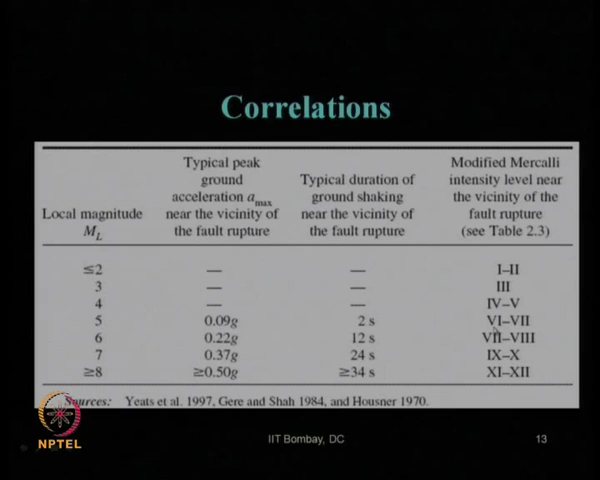 Correlations
Local magnitude M_L | Typical peak ground acceleration a_max near the vicinity of the fault rupture | Typical duration of ground shaking near the vicinity of the fault rupture | Modified Mercalli intensity level near the vicinity of the fault rupture (see Table 2.3)
≤2 — — I–II
3 — — III
4 — — IV–V
5 0.09g 2 s VI–VII
6 0.22g 12 s VII–VIII
7 0.37g 24 s IX–X
≥8 ≥0.50g ≥34 s XI–XII
Sources: Yeats et al. 1997, Gere and Shah 1984, and Housner 1970.
NPTEL
IIT Bombay, DC
13